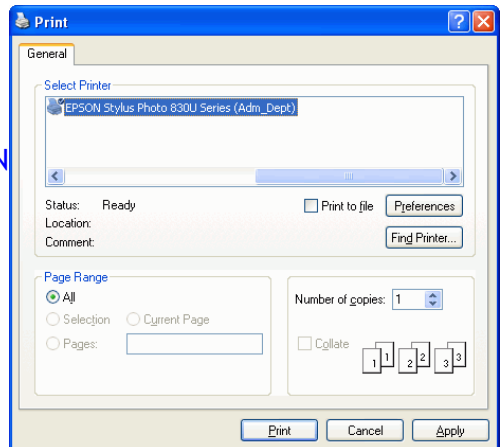 Print
General
Select Printer
EPSON Stylus Photo 830U Series (Adm_Dept)
N
Status: Ready
Print to file
Preferences
Location:
Comment:
Find Printer...
Page Range
All
Selection
Current Page
Pages:
Number of copies: 1
Collate
1 1 2 2 3 3
Print
Cancel
Apply